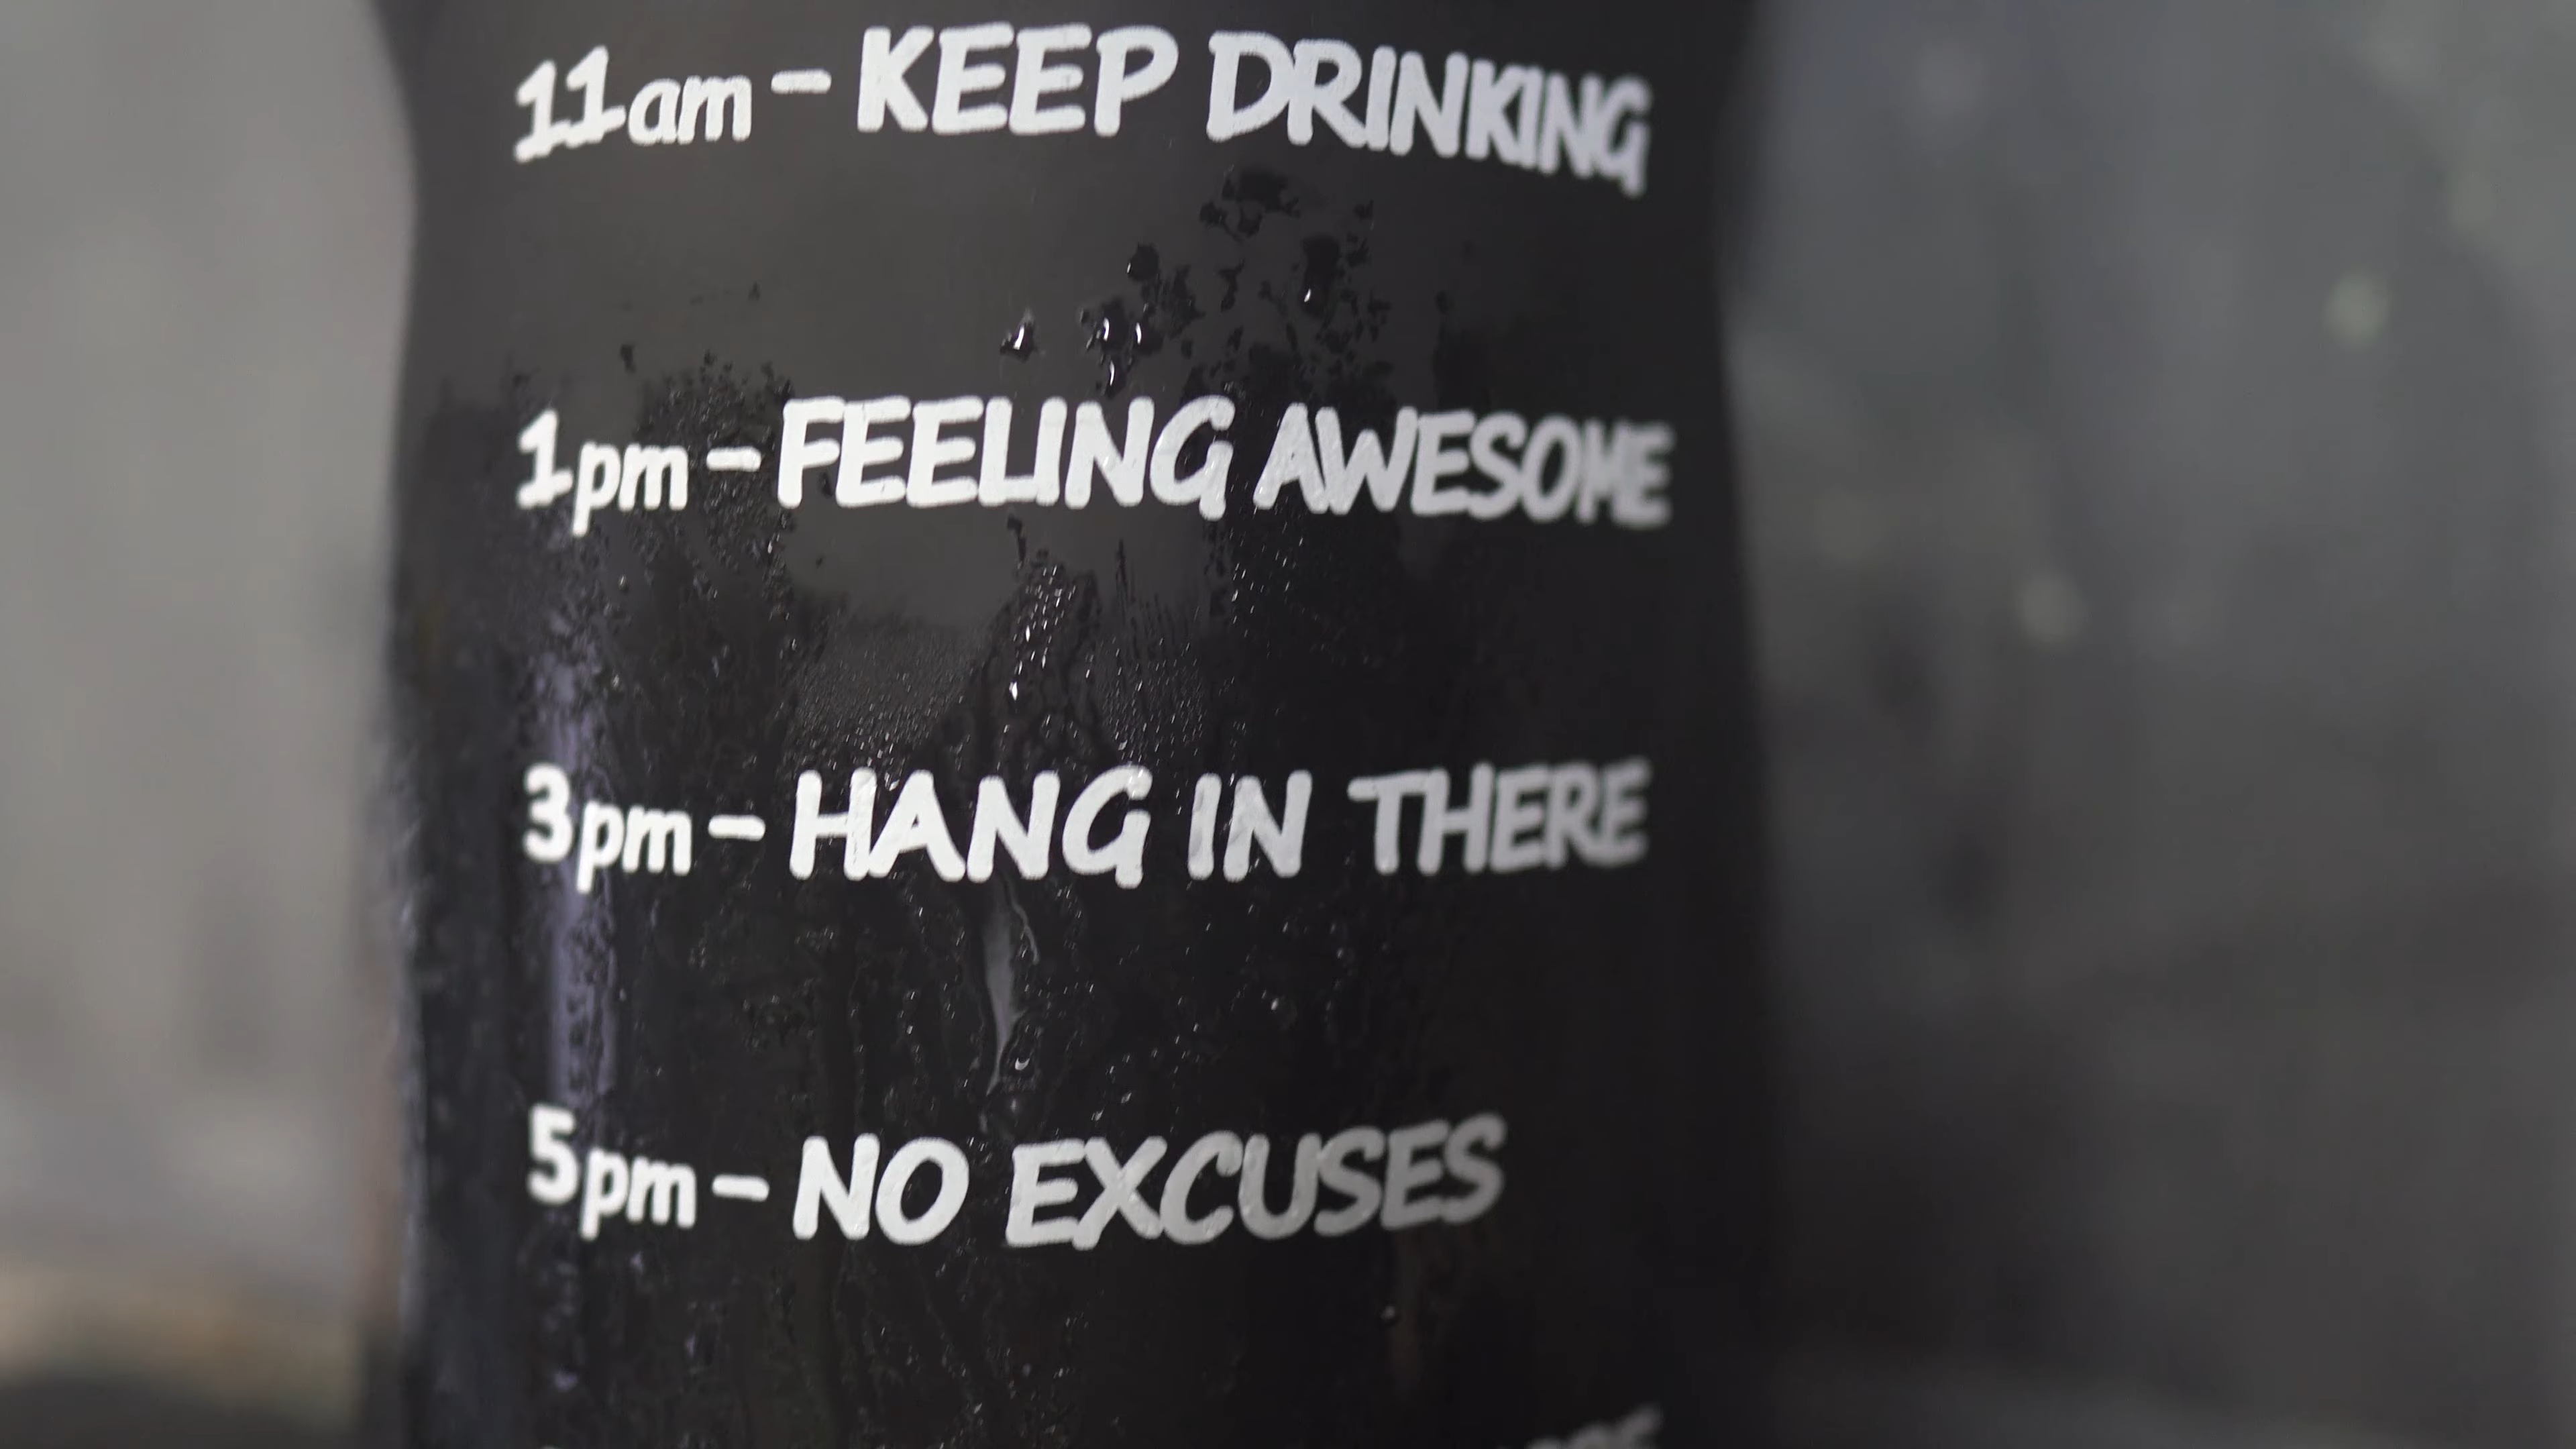 11am - KEEP DRINKING
1pm - FEELING AWESOME
3pm - HANG IN THERE
5pm - NO EXCUSES